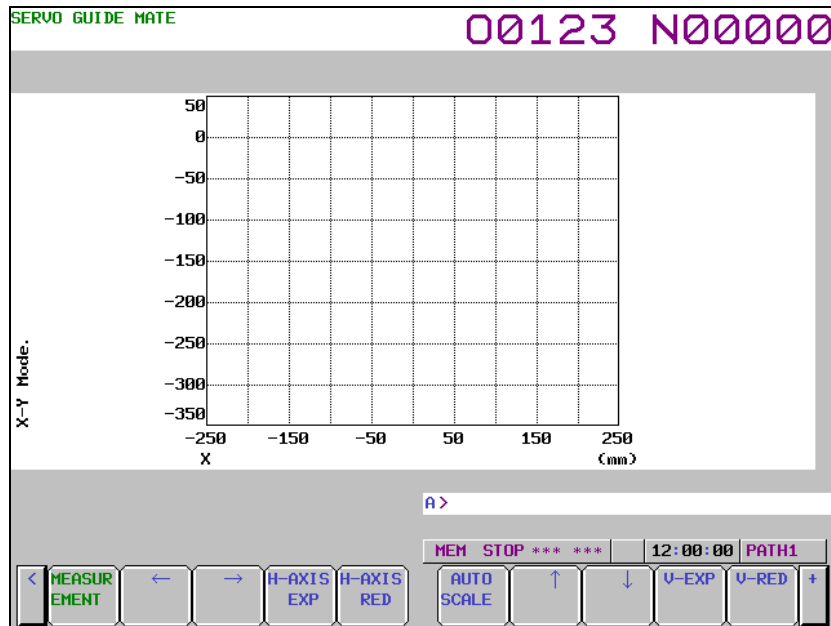 SERVO GUIDE MATE O0123 N00000
50
0
-50
-100
-150
-200
-250
-300
-350
X-Y Mode.
-250 -150 -50 50 150 250
X (mm)
A>
MEM STOP *** *** 12:00:00 PATH1
< MEASUR ← → H-AXIS H-AXIS AUTO ↑ ↓ V-EXP V-RED +
EMENT EXP RED SCALE